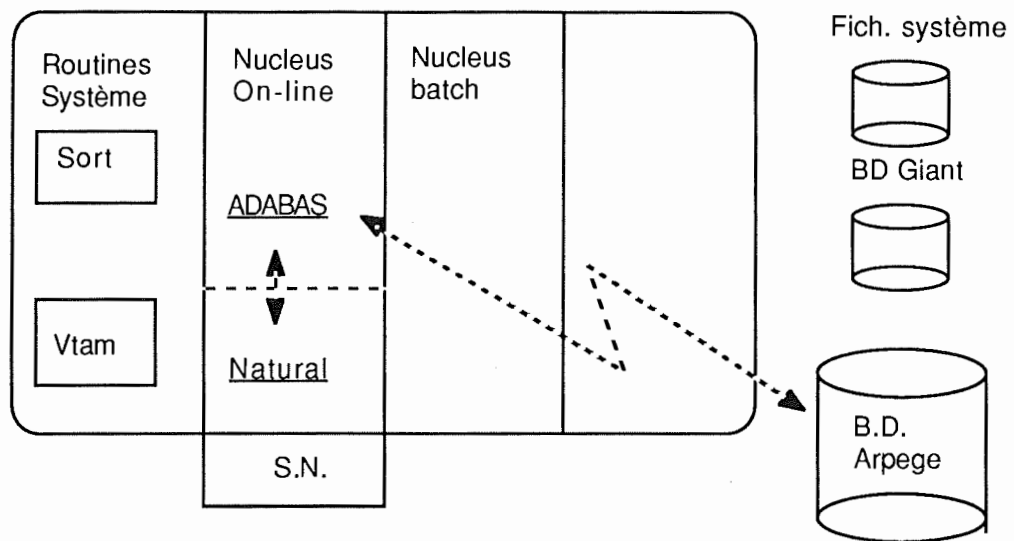 Routines
Système
Sort
Vtam
Nucleus
On-line
ADABAS
Natural
S.N.
Nucleus
batch
Fich. système
BD Giant
B.D.
Arpege